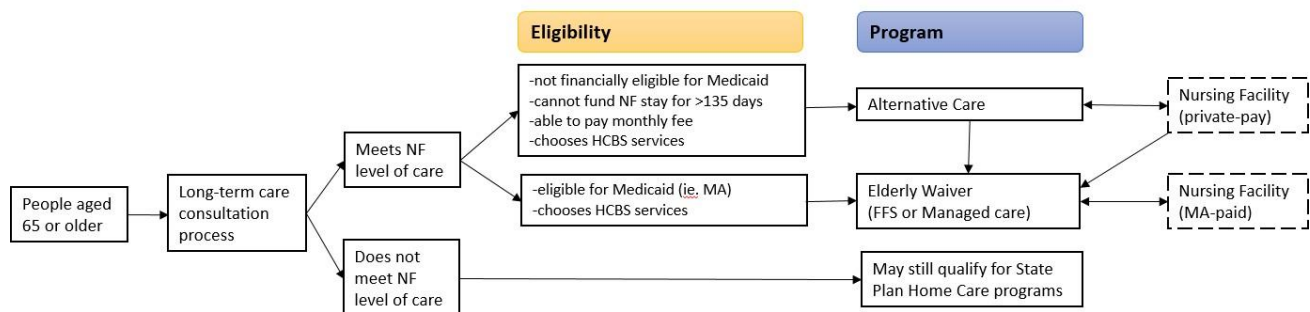 Eligibility
Program
People aged
65 or older
Long-term care
consultation
process
Meets NF
level of care
Does not
meet NF
level of care
-not financially eligible for Medicaid
-cannot fund NF stay for >135 days
-able to pay monthly fee
-chooses HCBS services
-eligible for Medicaid (ie. MA)
-chooses HCBS services
Alternative Care
Elderly Waiver
(FFS or Managed care)
May still qualify for State
Plan Home Care programs
Nursing Facility
(private-pay)
Nursing Facility
(MA-paid)